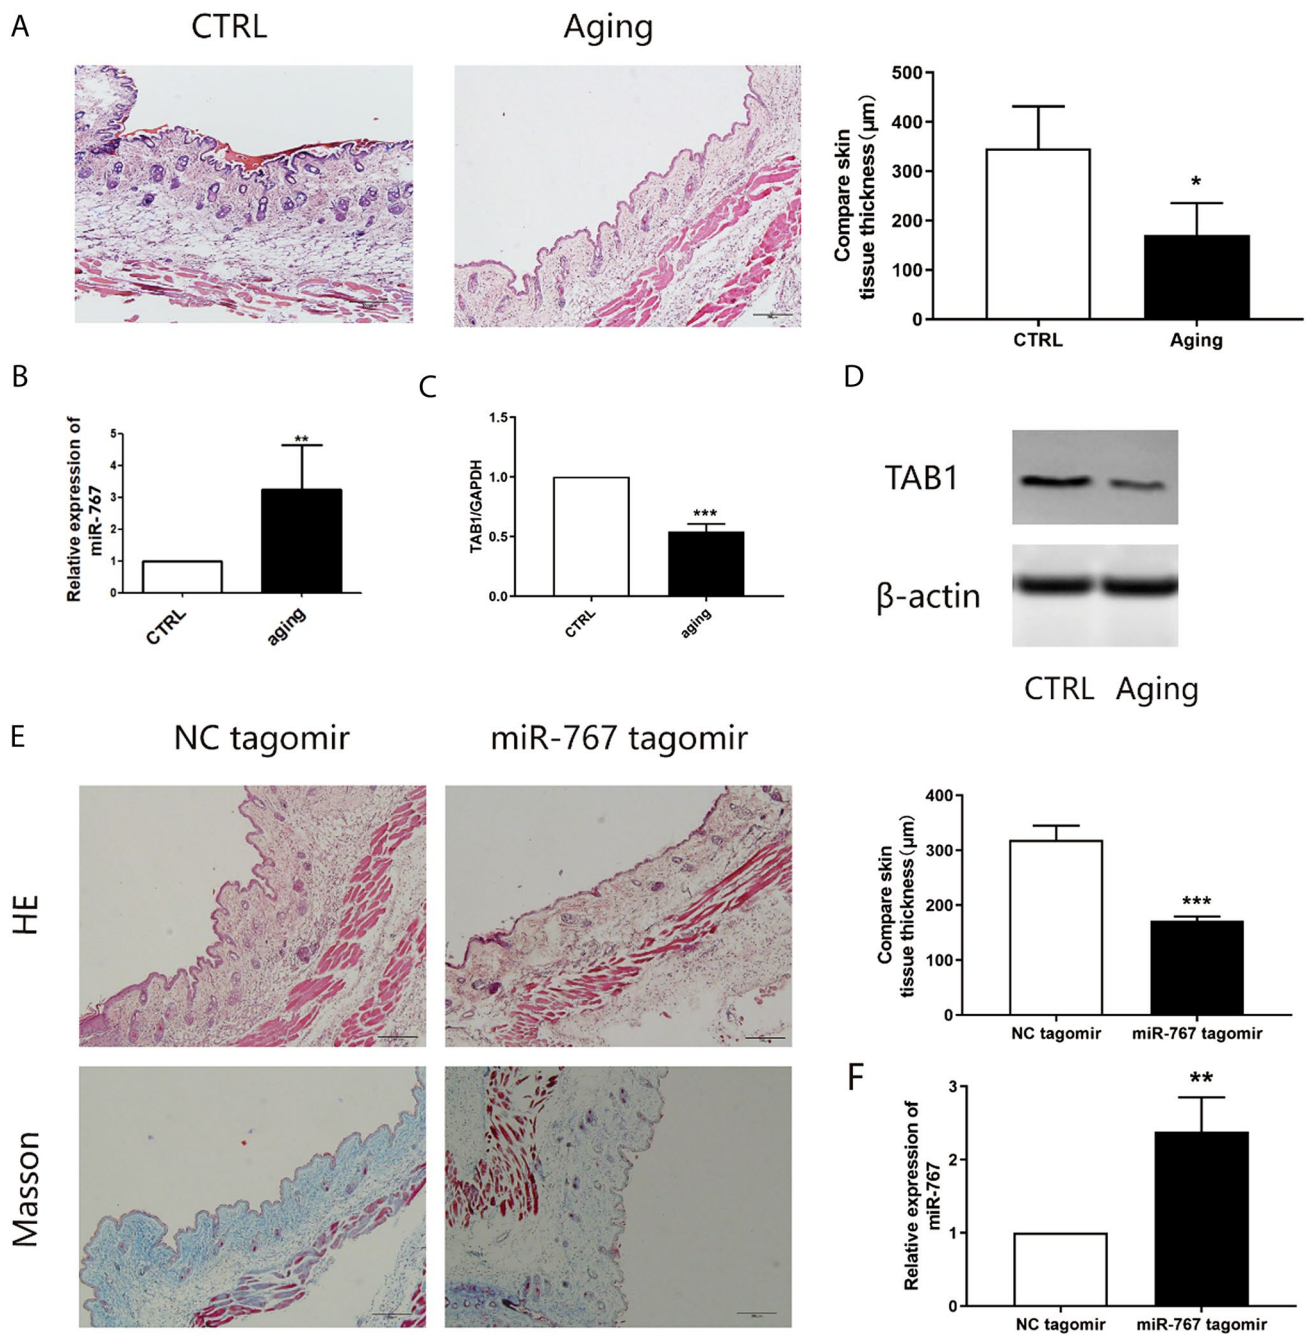 A
CTRL
Aging
Compare skin
tissue thickness (μm)
500
400
300
200
100
0
*
CTRL
Aging
B
Relative expression of
miR-767
5
4
3
2
1
0
**
CTRL
aging
C
TAB1/GAPDH
1.5
1.0
0.5
0.0
***
CTRL
aging
D
TAB1
β-actin
CTRL
Aging
E
NC tagomir
miR-767 tagomir
HE
Masson
Compare skin
tissue thickness (μm)
400
300
200
100
0
***
NC tagomir
miR-767 tagomir
F
Relative expression of
miR-767
3
2
1
0
**
NC tagomir
miR-767 tagomir